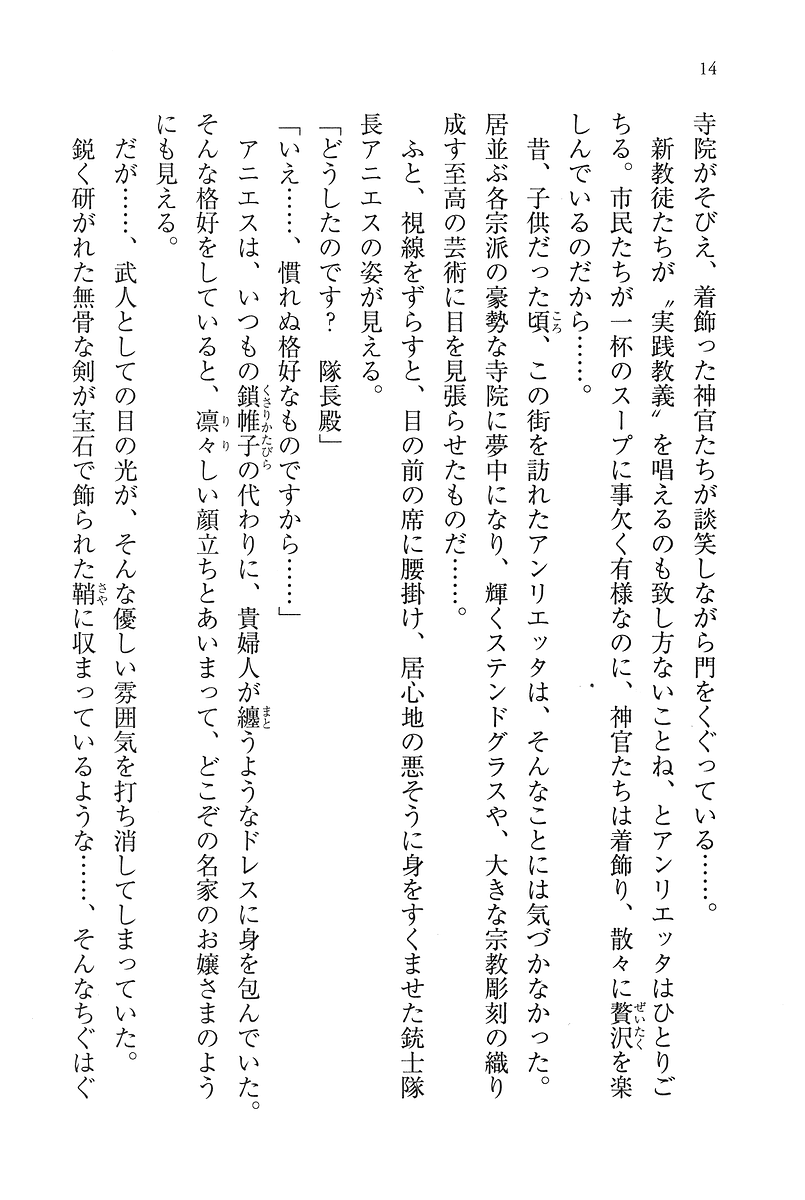 14
寺院がそびえ、着飾った神官たちが談笑しながら門をくぐっている……。
　新教徒たちが〝実践教義〟を唱えるのも致し方ないことね、とアンリエッタはひとりご
ちる。市民たちが一杯のスープに事欠く有様なのに、神官たちは着飾り、散々に贅沢を楽
しんでいるのだから……。
　昔、子供だった頃、この街を訪れたアンリエッタは、そんなことには気づかなかった。
居並ぶ各宗派の豪勢な寺院に夢中になり、輝くステンドグラスや、大きな宗教彫刻の織り
成す至高の芸術に目を見張らせたものだ……。
　ふと、視線をずらすと、目の前の席に腰掛け、居心地の悪そうに身をすくませた銃士隊
長アニエスの姿が見える。
「どうしたのです？　隊長殿」
「いえ……、慣れぬ格好なものですから……」
　アニエスは、いつもの鎖帷子の代わりに、貴婦人が纏うようなドレスに身を包んでいた。
そんな格好をしていると、凛々しい顔立ちとあいまって、どこぞの名家のお嬢さまのよう
にも見える。
　だが……、武人としての目の光が、そんな優しい雰囲気を打ち消してしまっていた。
　鋭く研がれた無骨な剣が宝石で飾られた鞘に収まっているような……、そんなちぐはぐ